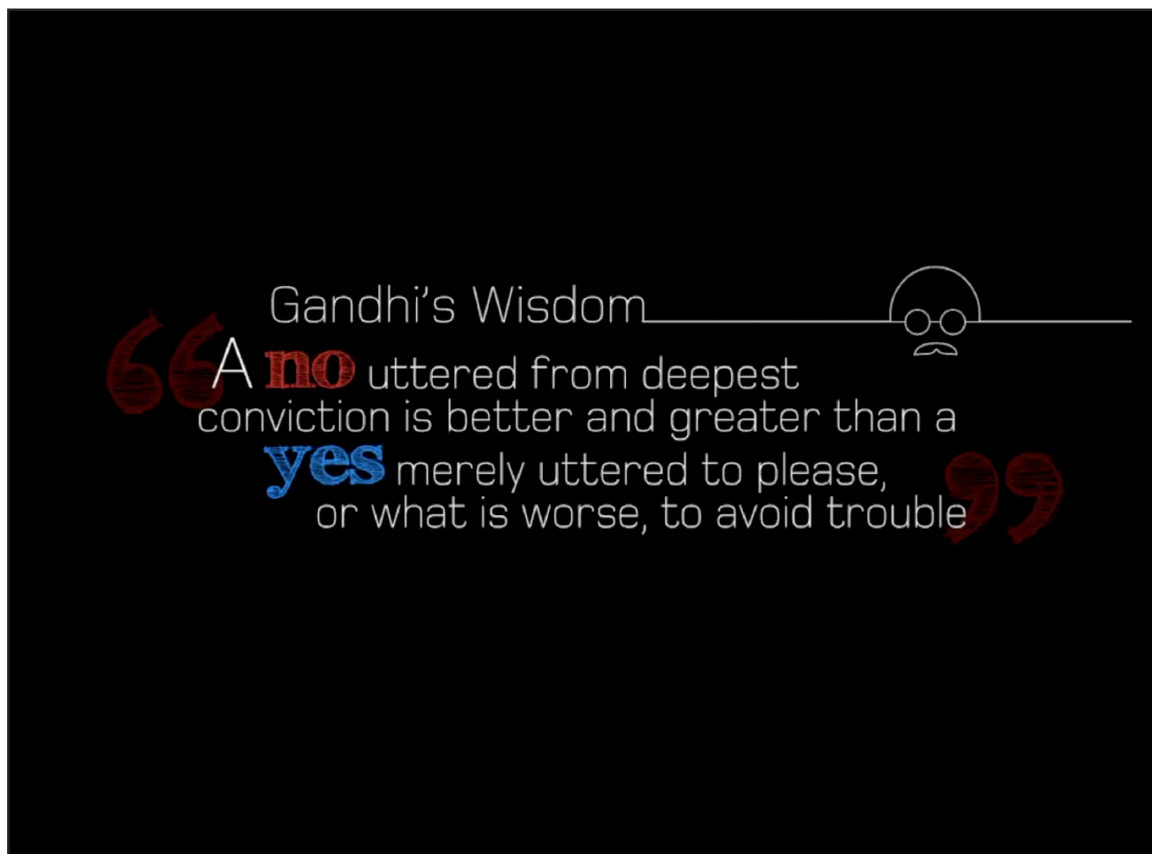 Gandhi's Wisdom
“A no uttered from deepest
conviction is better and greater than a
yes merely uttered to please,
or what is worse, to avoid trouble”